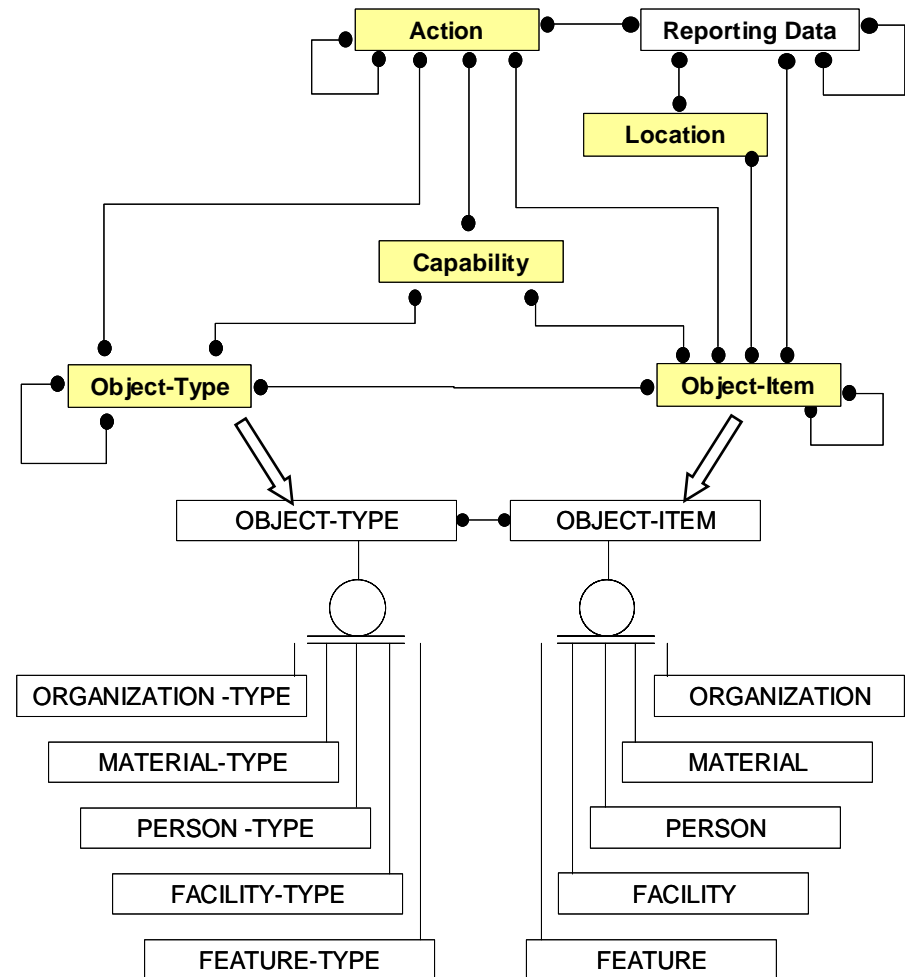 Action
Reporting Data
Location
Capability
Object-Type
Object-Item
OBJECT-TYPE
OBJECT-ITEM
ORGANIZATION -TYPE
ORGANIZATION
MATERIAL-TYPE
MATERIAL
PERSON -TYPE
PERSON
FACILITY-TYPE
FACILITY
FEATURE-TYPE
FEATURE